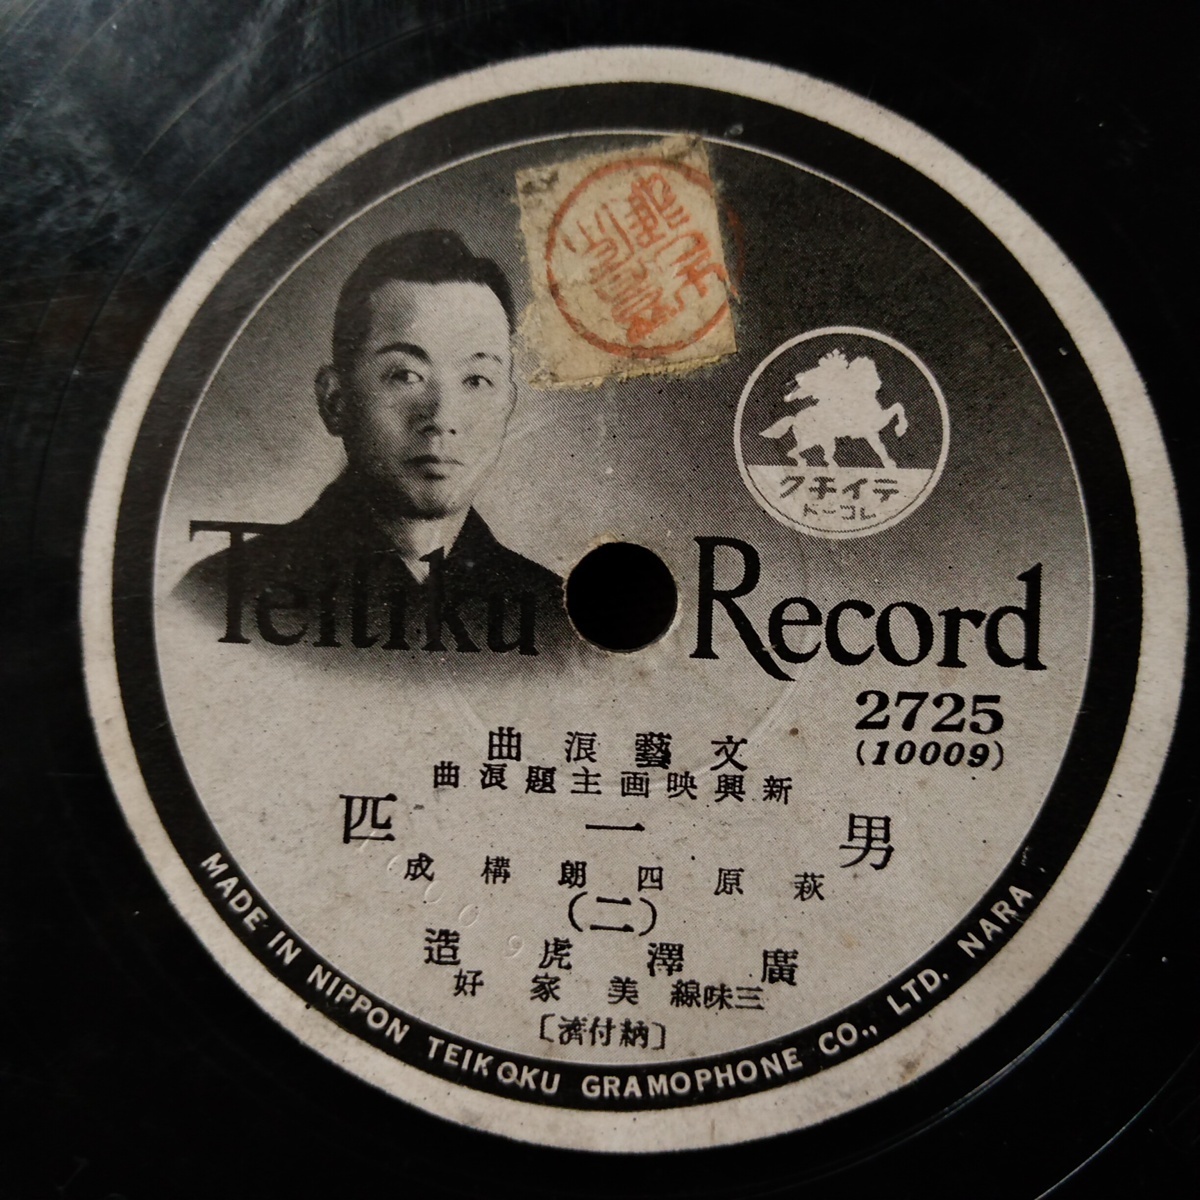 テイチク
レコード
Teitiku Record
2725
(10009)
文藝浪曲
新興映画主題浪曲
男一匹
萩原四朗構成
(二)
廣澤虎造
三味線 美家好
〔納付濟〕
10009
MADE IN NIPPON TEIKOKU GRAMOPHONE CO., LTD. NARA